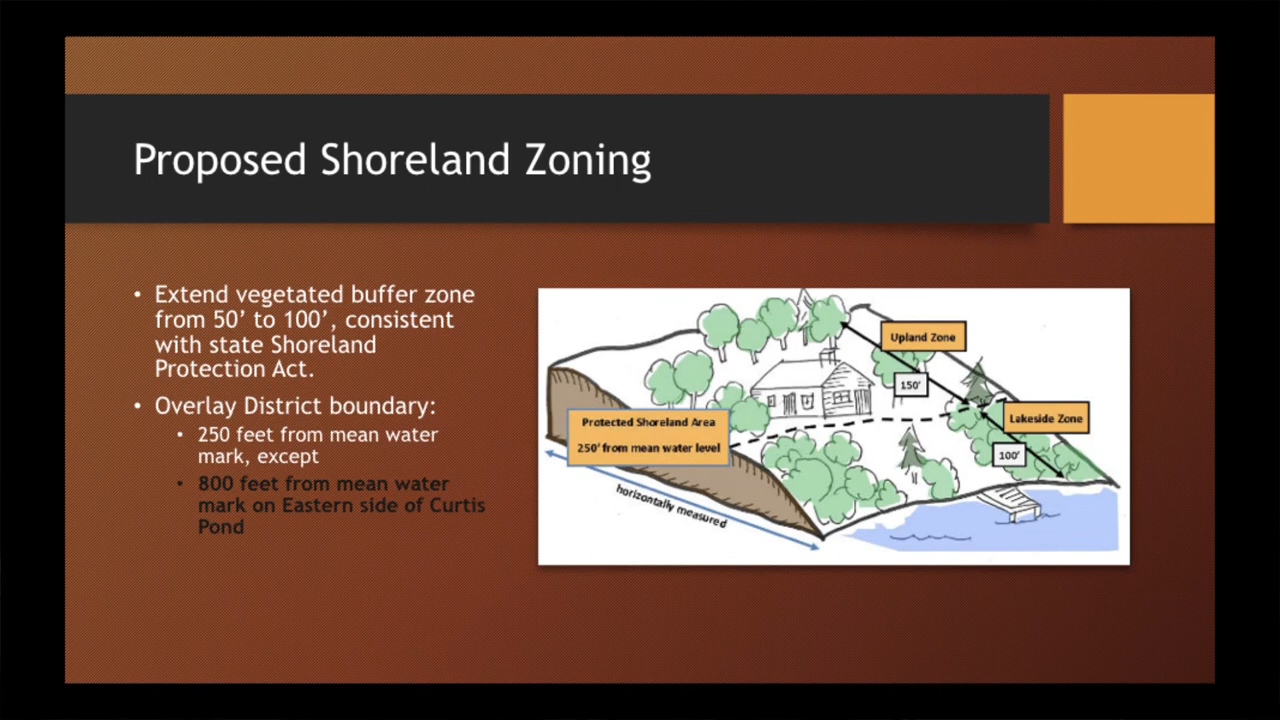 Proposed Shoreland Zoning
• Extend vegetated buffer zone
from 50’ to 100’, consistent
with state Shoreland
Protection Act.
• Overlay District boundary:
• 250 feet from mean water
mark, except
• 800 feet from mean water
mark on Eastern side of Curtis
Pond
Upland Zone
150'
Lakeside Zone
100'
Protected Shoreland Area
250' from mean water level
horizontally measured